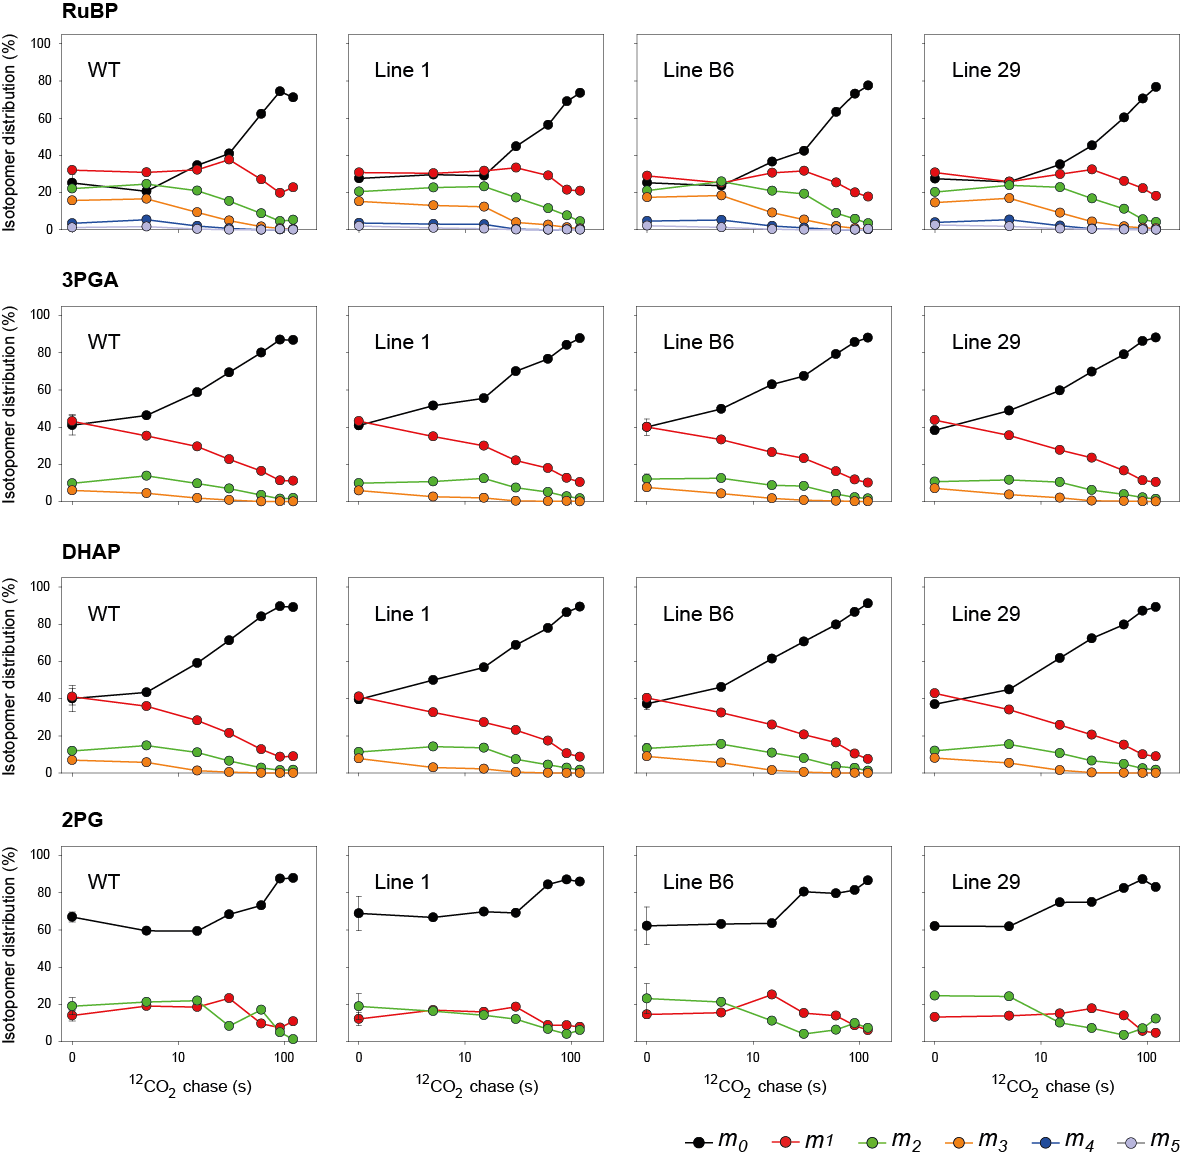 RuBP
Isotopomer distribution (%)
100
80
60
40
20
0
WT
Line 1
Line B6
Line 29
3PGA
Isotopomer distribution (%)
100
80
60
40
20
0
WT
Line 1
Line B6
Line 29
DHAP
Isotopomer distribution (%)
100
80
60
40
20
0
WT
Line 1
Line B6
Line 29
2PG
Isotopomer distribution (%)
100
80
60
40
20
0
WT
Line 1
Line B6
Line 29
0 10 100
0 10 100
0 10 100
0 10 100
¹²CO₂ chase (s)
¹²CO₂ chase (s)
¹²CO₂ chase (s)
¹²CO₂ chase (s)
m₀ m1 m₂ m₃ m₄ m₅